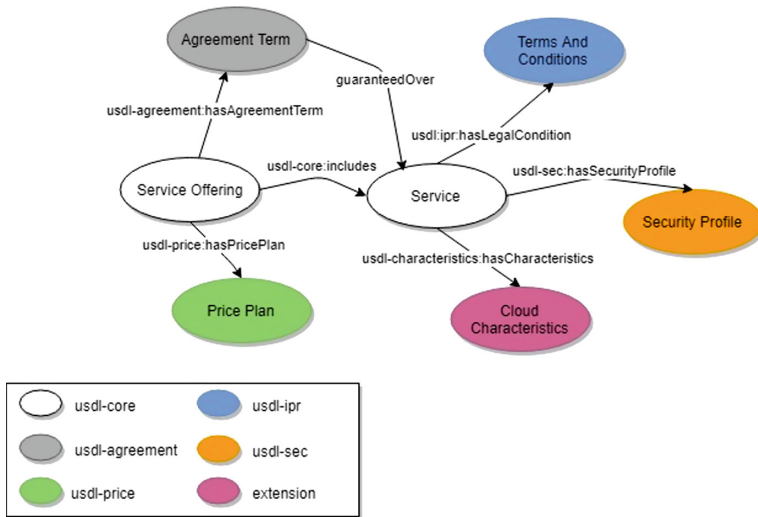 Agreement Term
Terms And
Conditions
guaranteedOver
usdl-agreement:hasAgreementTerm
usdl:ipr:hasLegalCondition
usdl-core:includes
usdl-sec:hasSecurityProfile
Service Offering
Service
Security Profile
usdl-price:hasPricePlan
usdl-characteristics:hasCharacteristics
Price Plan
Cloud
Characteristics
usdl-core
usdl-ipr
usdl-agreement
usdl-sec
usdl-price
extension